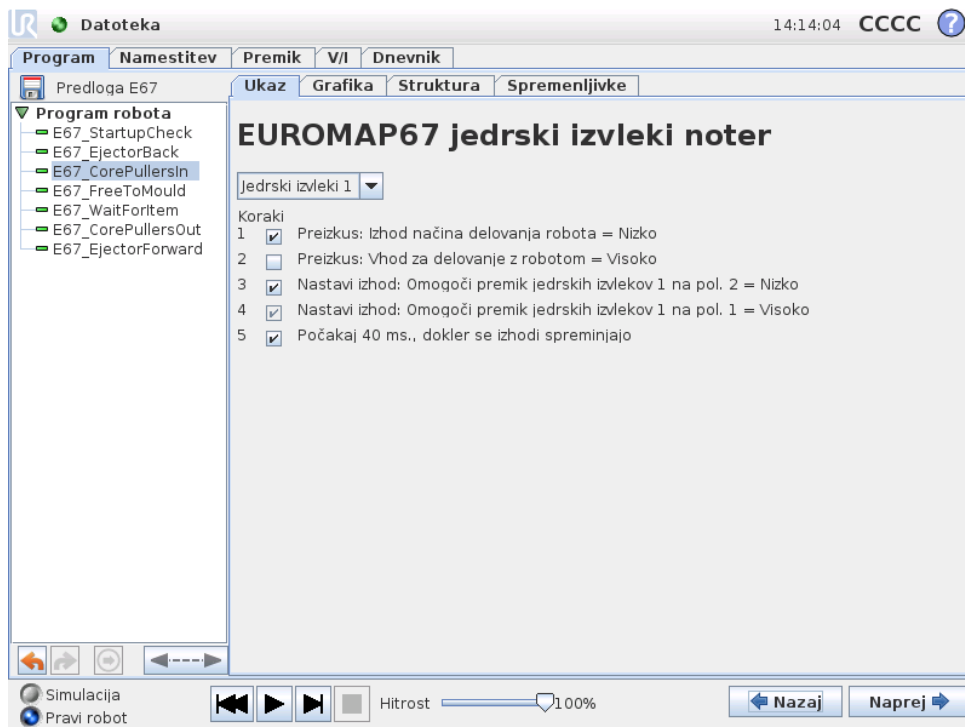 UR Datoteka 14:14:04 CCCC ?
Program Namestitev Premik V/I Dnevnik
Predloga E67
Ukaz Grafika Struktura Spremenljivke
Program robota
E67_StartupCheck
E67_EjectorBack
E67_CorePullersIn
E67_FreeToMould
E67_WaitForItem
E67_CorePullersOut
E67_EjectorForward
EUROMAP67 jedrski izvleki noter
Jedrski izvleki 1
Koraki
1 Preizkus: Izhod načina delovanja robota = Nizko
2 Preizkus: Vhod za delovanje z robotom = Visoko
3 Nastavi izhod: Omogoči premik jedrskih izvlekov 1 na pol. 2 = Nizko
4 Nastavi izhod: Omogoči premik jedrskih izvlekov 1 na pol. 1 = Visoko
5 Počakaj 40 ms., dokler se izhodi spreminjajo
Simulacija
Pravi robot
Hitrost 100%
Nazaj Naprej